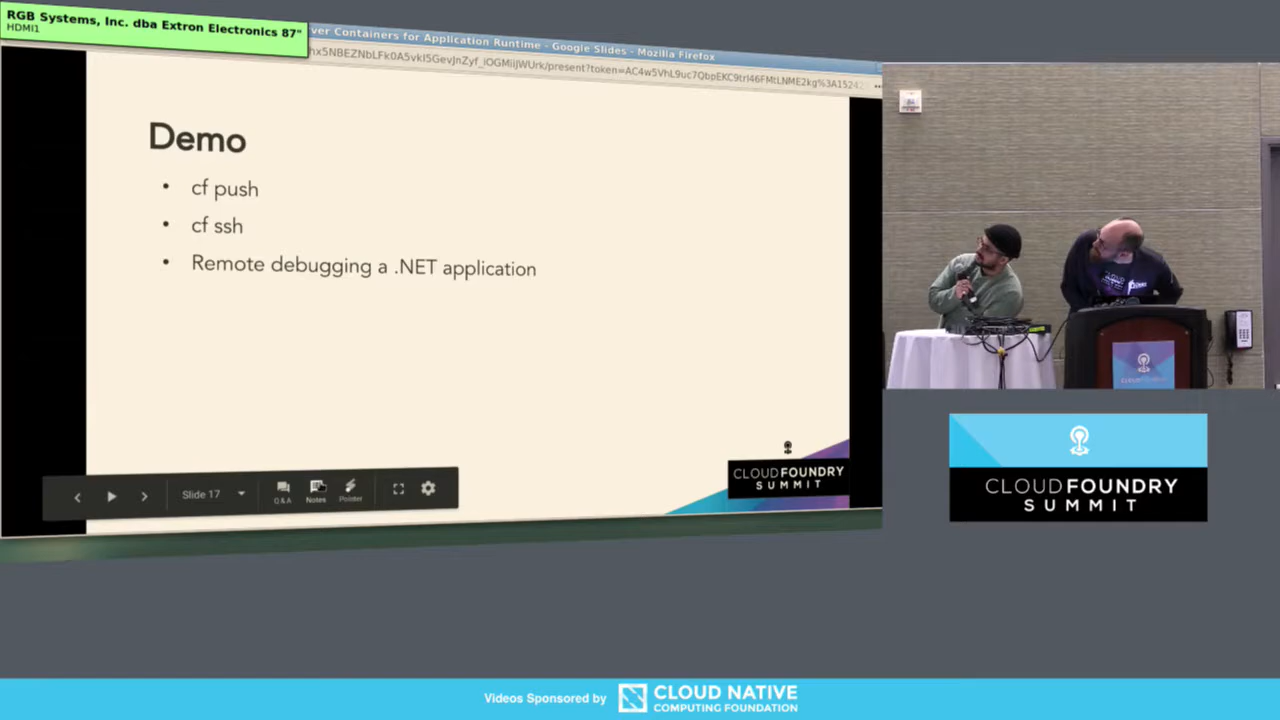 RGB Systems, Inc. dba Extron Electronics 87"
HDMI1
ver Containers for Application Runtime - Google Slides - Mozilla Firefox
Demo
• cf push
• cf ssh
• Remote debugging a .NET application
Slide 17
Q&A
Notes
Pointer
CLOUD FOUNDRY
SUMMIT
CLOUD FOUNDRY
SUMMIT
Videos Sponsored by
CLOUD NATIVE
COMPUTING FOUNDATION